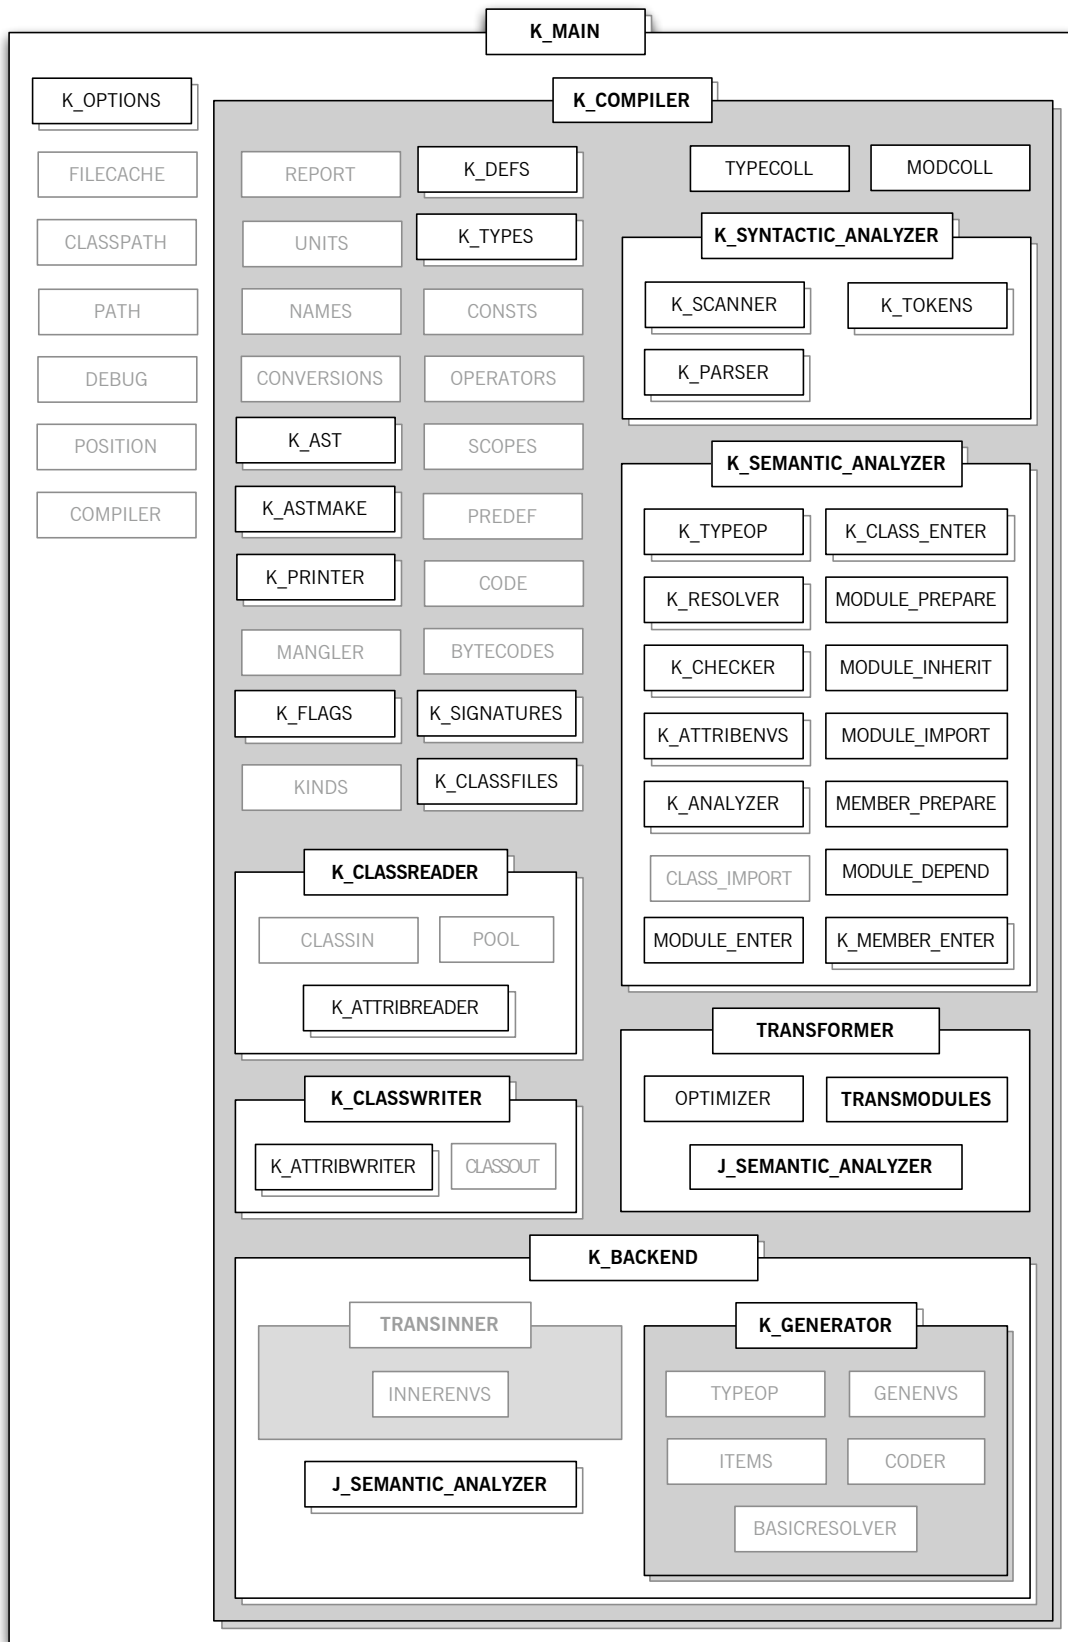 K_MAIN
K_OPTIONS
FILECACHE
CLASSPATH
PATH
DEBUG
POSITION
COMPILER
K_COMPILER
REPORT
K_DEFS
UNITS
K_TYPES
NAMES
CONSTS
CONVERSIONS
OPERATORS
K_AST
SCOPES
K_ASTMAKE
PREDEF
K_PRINTER
CODE
MANGLER
BYTECODES
K_FLAGS
K_SIGNATURES
KINDS
K_CLASSFILES
TYPECOLL
MODCOLL
K_SYNTACTIC_ANALYZER
K_SCANNER
K_TOKENS
K_PARSER
K_SEMANTIC_ANALYZER
K_TYPEOP
K_CLASS_ENTER
K_RESOLVER
MODULE_PREPARE
K_CHECKER
MODULE_INHERIT
K_ATTRIBENVS
MODULE_IMPORT
K_ANALYZER
MEMBER_PREPARE
CLASS_IMPORT
MODULE_DEPEND
MODULE_ENTER
K_MEMBER_ENTER
K_CLASSREADER
CLASSIN
POOL
K_ATTRIBREADER
K_CLASSWRITER
K_ATTRIBWRITER
CLASSOUT
TRANSFORMER
OPTIMIZER
TRANSMODULES
J_SEMANTIC_ANALYZER
K_BACKEND
TRANSINNER
INNERENVS
J_SEMANTIC_ANALYZER
K_GENERATOR
TYPEOP
GENENVS
ITEMS
CODER
BASICRESOLVER